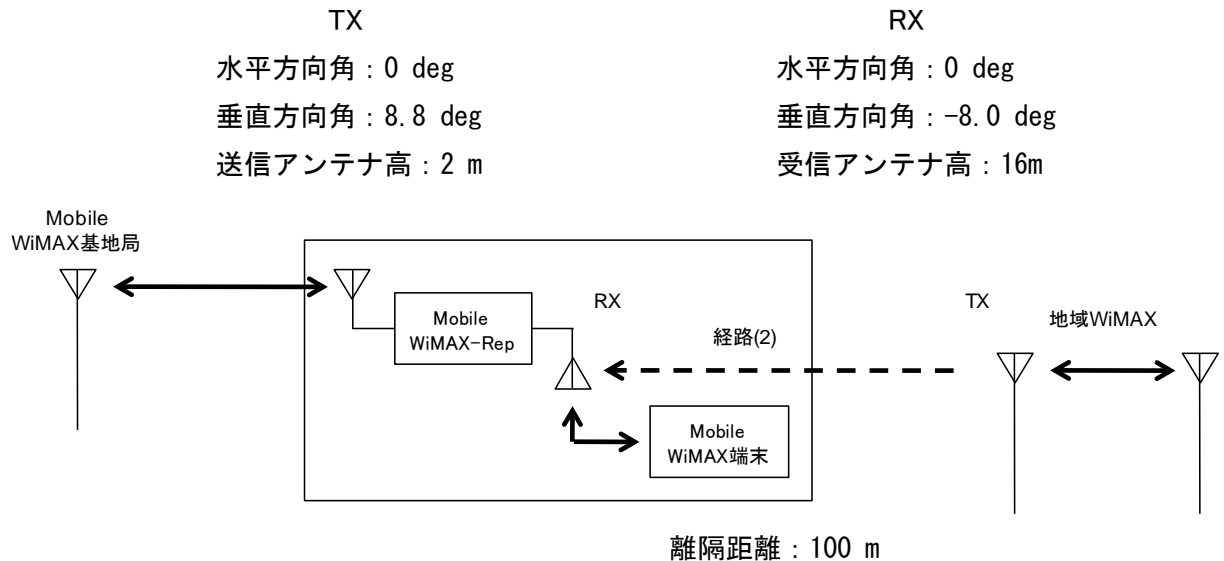 TX
水平方向角：0 deg
垂直方向角：8.8 deg
送信アンテナ高：2 m
RX
水平方向角：0 deg
垂直方向角：-8.0 deg
受信アンテナ高：16m
Mobile
WiMAX基地局
Mobile
WiMAX-Rep
RX
経路(2)
TX
地域WiMAX
Mobile
WiMAX端末
離隔距離：100 m